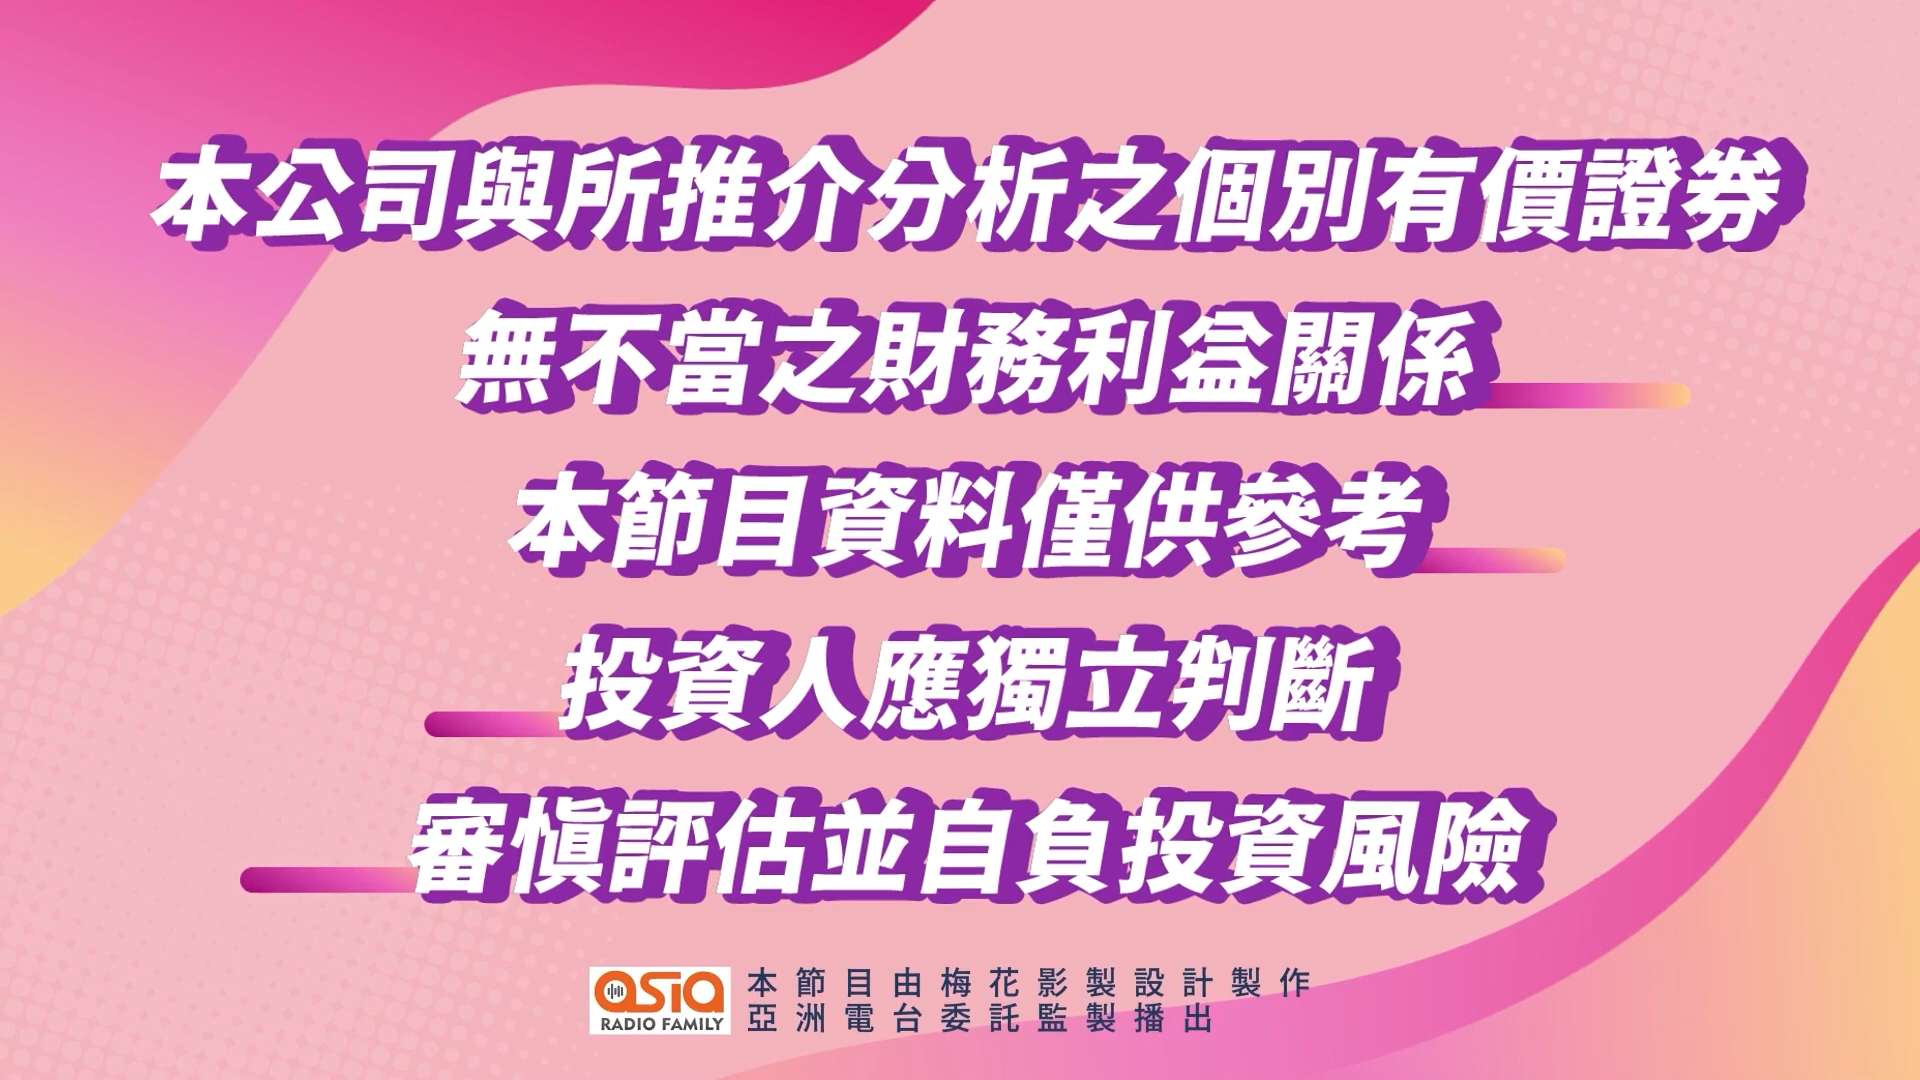 本公司與所推介分析之個別有價證券
無不當之財務利益關係
本節目資料僅供參考
投資人應獨立判斷
審慎評估並自負投資風險
asia
RADIO FAMILY
本節目由梅花影製設計製作
亞洲電台委託監製播出